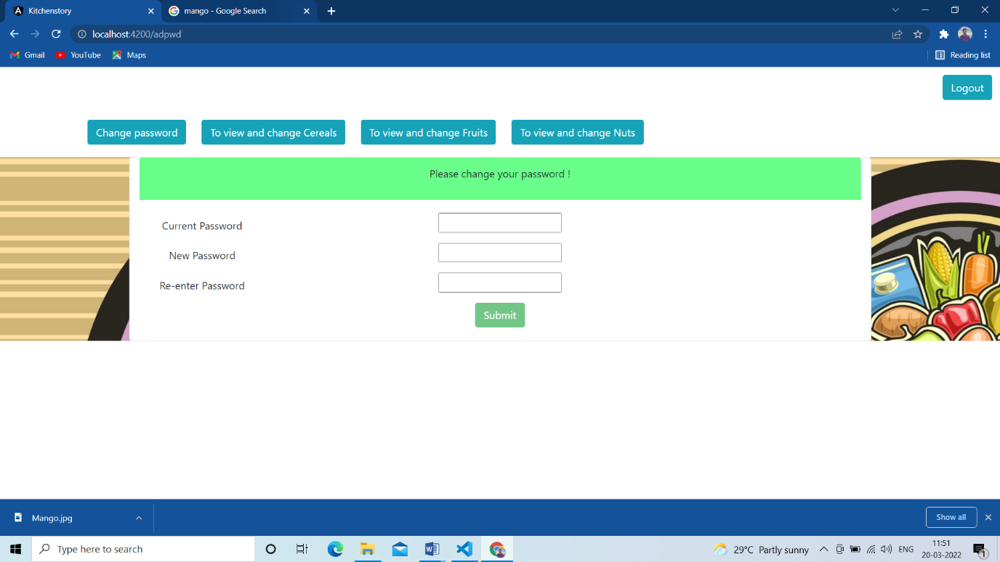 Kitchenstory
mango - Google Search
localhost:4200/adpwd
Gmail YouTube Maps
Reading list
Logout
Change password To view and change Cereals To view and change Fruits To view and change Nuts
Please change your password !
Current Password
New Password
Re-enter Password
Submit
Mango.jpg
Show all
Type here to search
29°C Partly sunny
ENG
11:51
20-03-2022
1